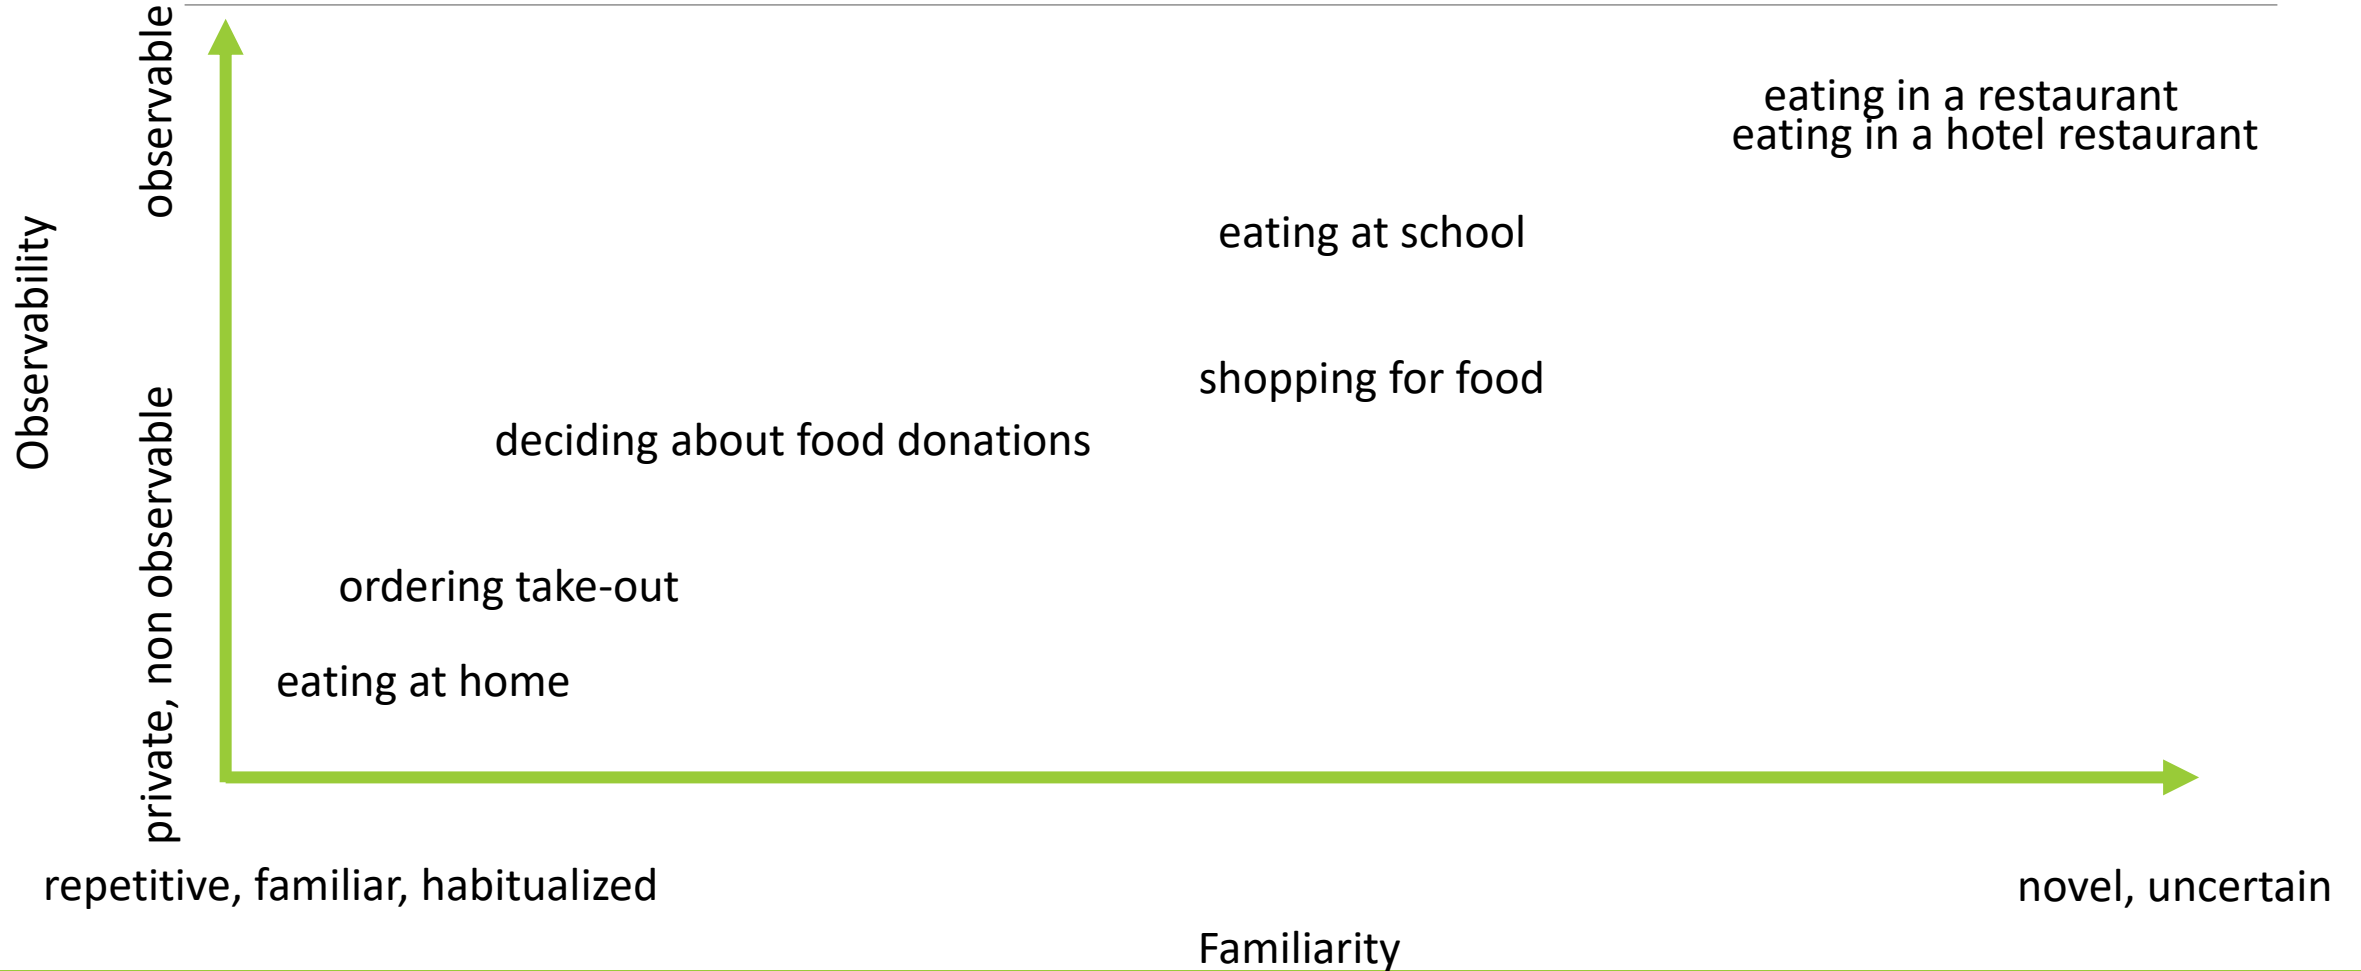 observable
eating in a restaurant
eating in a hotel restaurant
eating at school
Observability
shopping for food
deciding about food donations
private, non observable
ordering take-out
eating at home
repetitive, familiar, habitualized
novel, uncertain
Familiarity